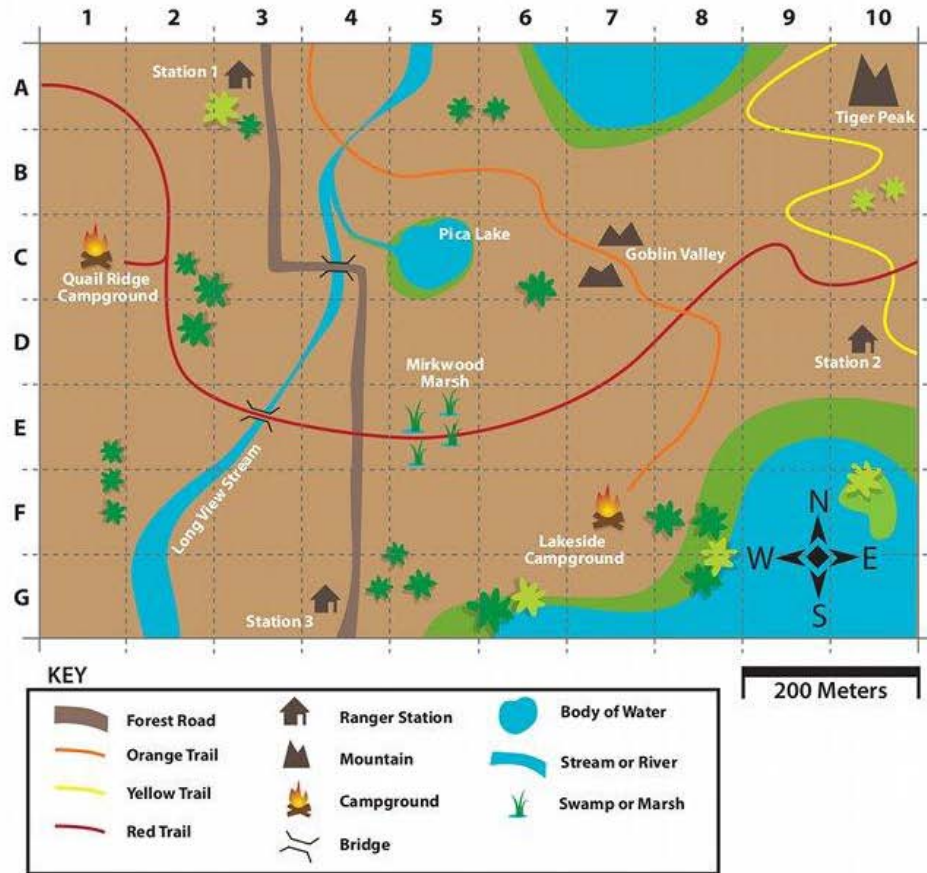 1 2 3 4 5 6 7 8 9 10
A
Station 1
Tiger Peak
B
C
Pica Lake
Goblin Valley
Quail Ridge
Campground
D
Station 2
Mirkwood
Marsh
E
Long View Stream
F
Lakeside
Campground
N
W E
S
G
Station 3
KEY
200 Meters
Forest Road
Orange Trail
Yellow Trail
Red Trail
Ranger Station
Mountain
Campground
Bridge
Body of Water
Stream or River
Swamp or Marsh